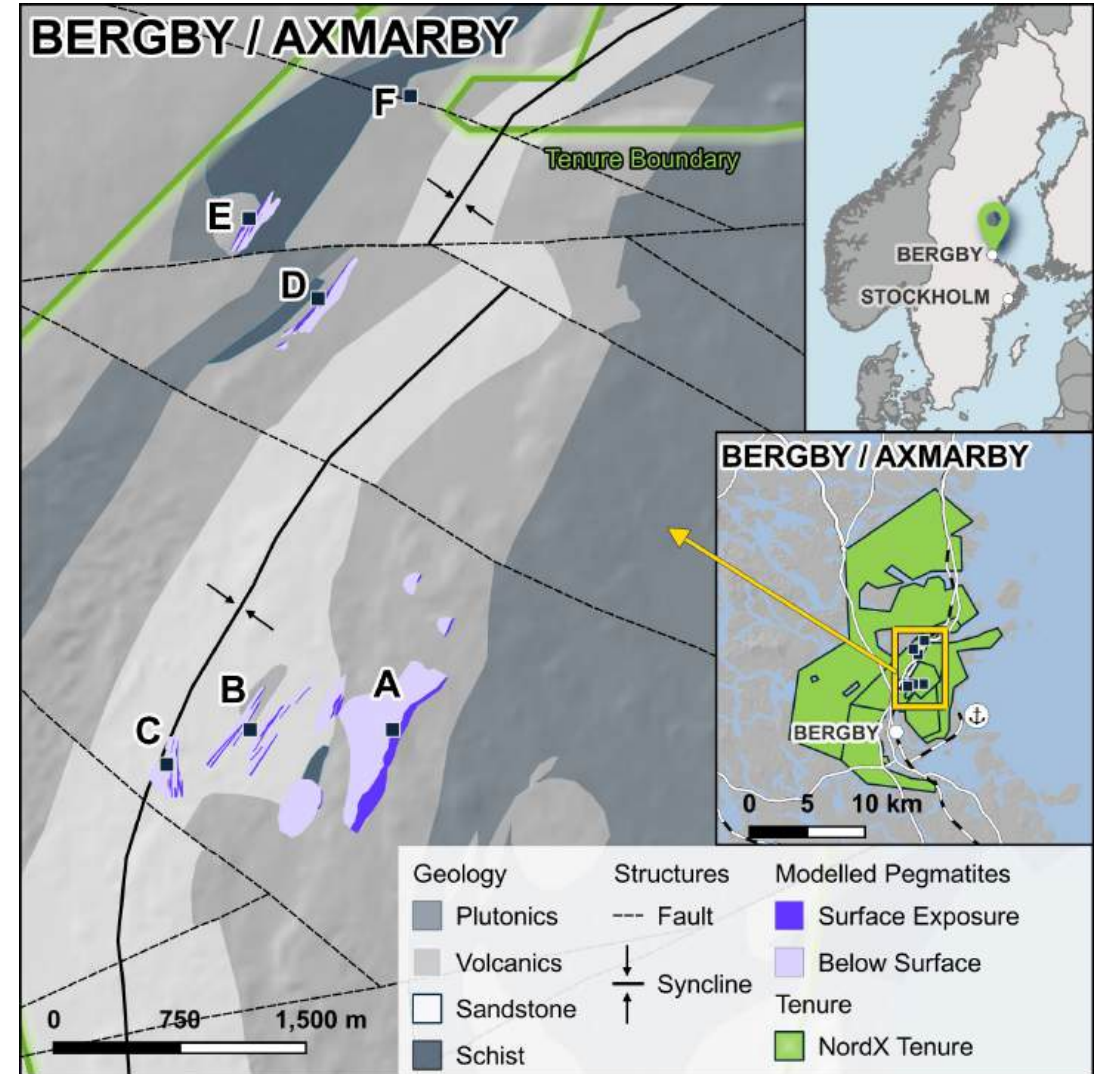 BERGBY / AXMARBY
F
Tenure Boundary
E
D
B
A
C
BERGBY
STOCKHOLM
BERGBY / AXMARBY
BERGBY
0 5 10 km
Geology
Plutonics
Volcanics
Sandstone
Schist
Structures
Fault
Syncline
Modelled Pegmatites
Surface Exposure
Below Surface
Tenure
NordX Tenure
0 750 1,500 m